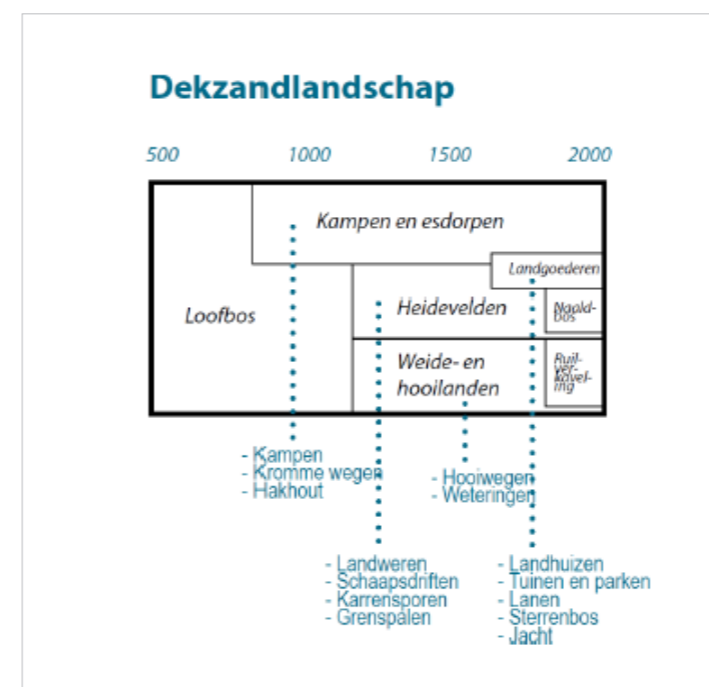 Dekzandlandschap
500 1000 1500 2000
Kampen en esdorpen
Landgoederen
Loofbos
Heidevelden
Naald-
bos
Weide- en
hooilanden
Ruil-
ver-
kavel-
ing
- Kampen
- Kromme wegen
- Hakhout
- Hooiwegen
- Weteringen
- Landweren
- Schaapsdriften
- Karrensporen
- Grenspalen
- Landhuizen
- Tuinen en parken
- Lanen
- Sterrenbos
- Jacht